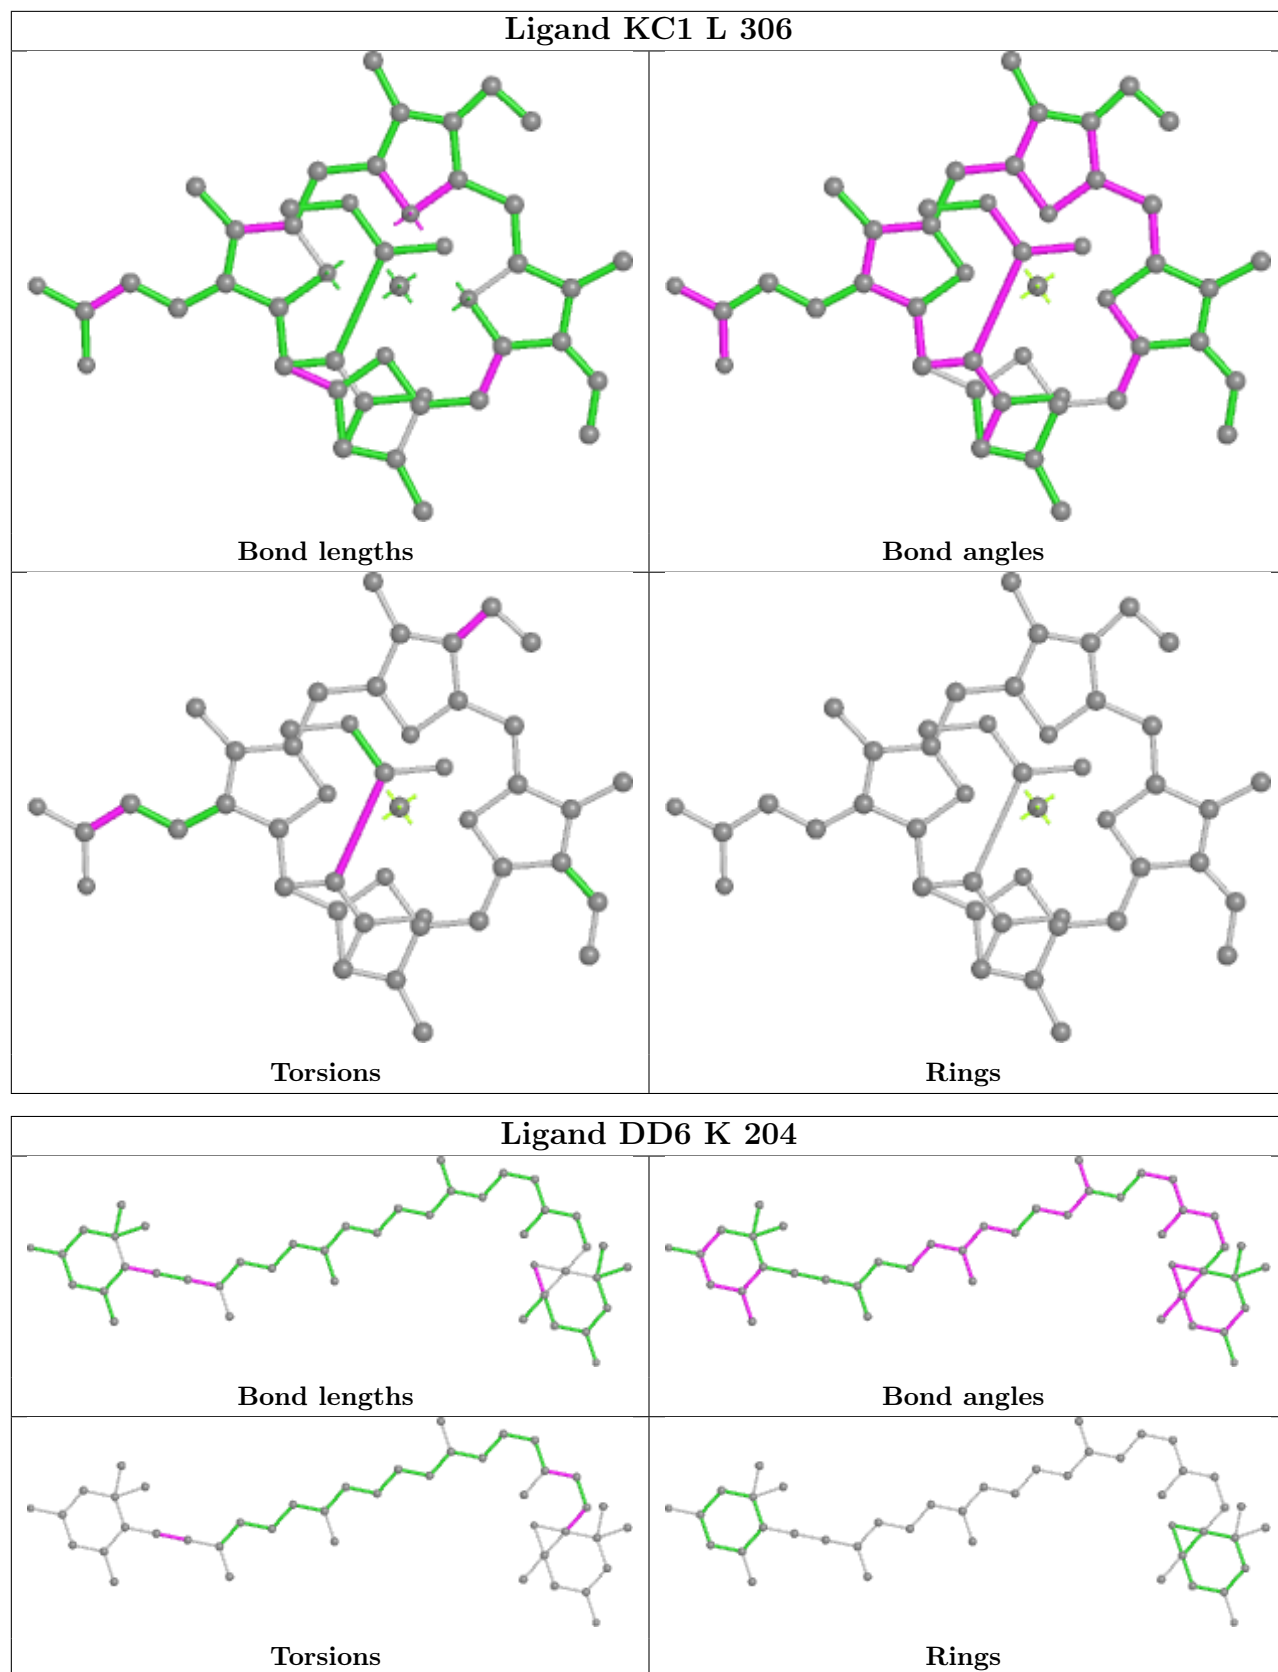 Ligand KC1 L 306
Bond lengths
Bond angles
Torsions
Rings
Ligand DD6 K 204
Bond lengths
Bond angles
Torsions
Rings